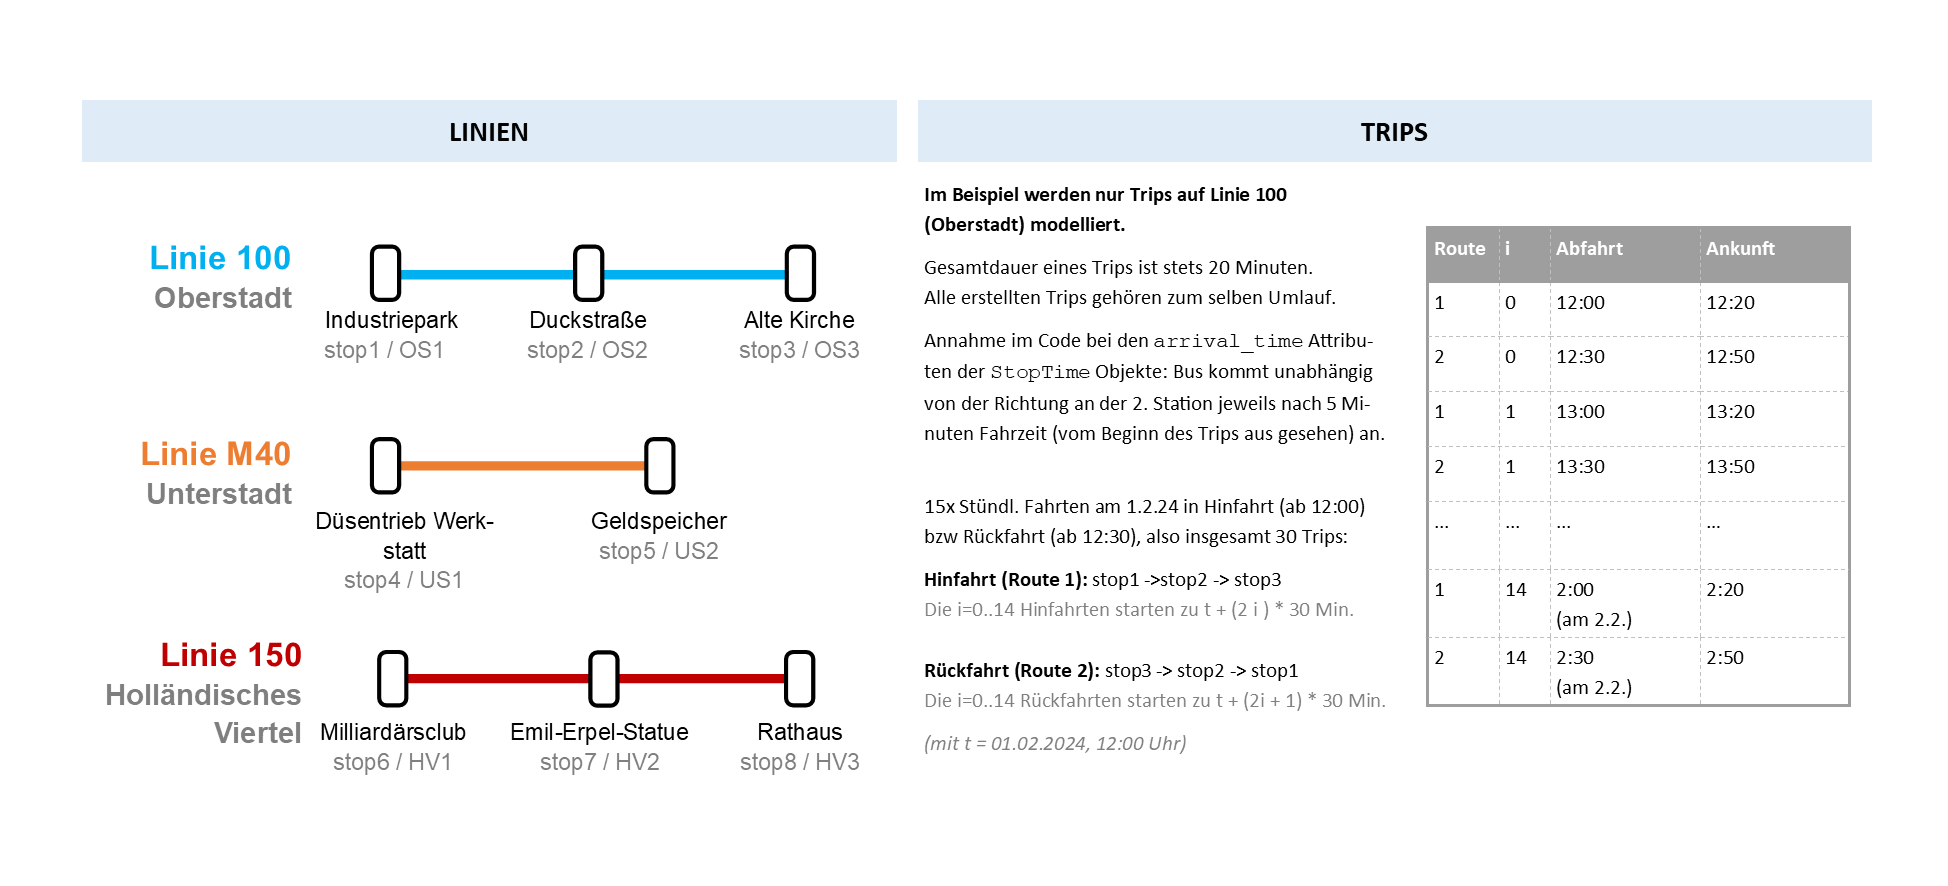 LINIEN
Linie 100
Oberstadt
Industriepark
stop1 / OS1
Duckstraße
stop2 / OS2
Alte Kirche
stop3 / OS3
Linie M40
Unterstadt
Düsentrieb Werk-
statt
stop4 / US1
Geldspeicher
stop5 / US2
Linie 150
Holländisches
Viertel
Milliardärsclub
stop6 / HV1
Emil-Erpel-Statue
stop7 / HV2
Rathaus
stop8 / HV3
TRIPS
Im Beispiel werden nur Trips auf Linie 100
(Oberstadt) modelliert.
Gesamtdauer eines Trips ist stets 20 Minuten.
Alle erstellten Trips gehören zum selben Umlauf.
Annahme im Code bei den arrival_time Attribu-
ten der StopTime Objekte: Bus kommt unabhängig
von der Richtung an der 2. Station jeweils nach 5 Mi-
nuten Fahrzeit (vom Beginn des Trips aus gesehen) an.
15x Stündl. Fahrten am 1.2.24 in Hinfahrt (ab 12:00)
bzw Rückfahrt (ab 12:30), also insgesamt 30 Trips:
Hinfahrt (Route 1): stop1 ->stop2 -> stop3
Die i=0..14 Hinfahrten starten zu t + (2 i ) * 30 Min.
Rückfahrt (Route 2): stop3 -> stop2 -> stop1
Die i=0..14 Rückfahrten starten zu t + (2i + 1) * 30 Min.
(mit t = 01.02.2024, 12:00 Uhr)
Route i Abfahrt Ankunft
1 0 12:00 12:20
2 0 12:30 12:50
1 1 13:00 13:20
2 1 13:30 13:50
... ... ... ...
1 14 2:00 2:20
(am 2.2.)
2 14 2:30 2:50
(am 2.2.)